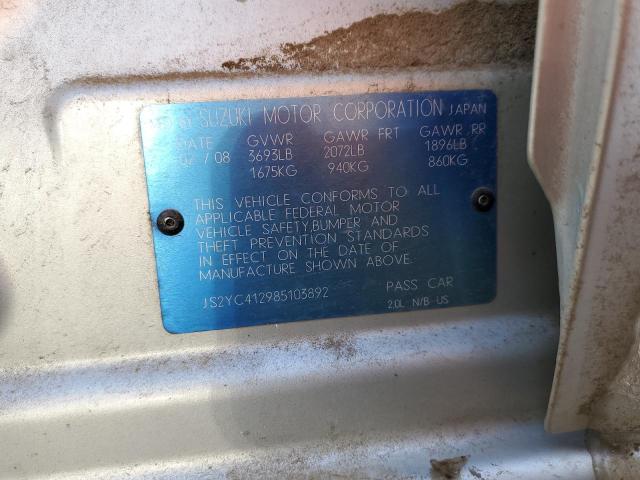 BY SUZUKI MOTOR CORPORATION JAPAN
DATE GVWR GAWR FRT GAWR RR
02 / 08 3693LB 2072LB 1896LB
1675KG 940KG 860KG
THIS VEHICLE CONFORMS TO ALL
APPLICABLE FEDERAL MOTOR
VEHICLE SAFETY,BUMPER AND
THEFT PREVENTION STANDARDS
IN EFFECT ON THE DATE OF
MANUFACTURE SHOWN ABOVE.
JS2YC412985103892 PASS CAR
2.0L N/B US